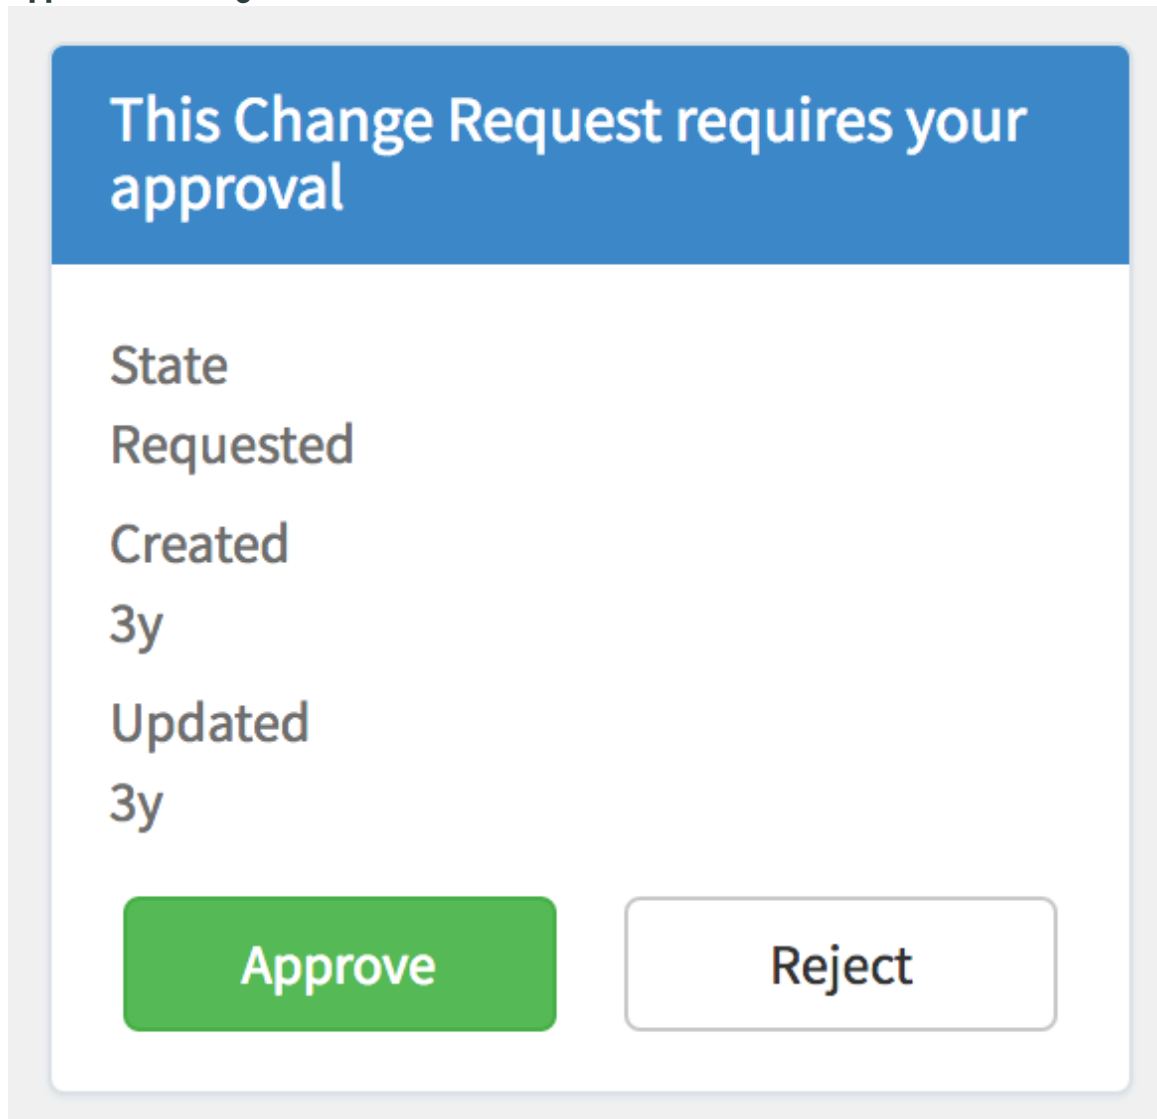 This Change Request requires your
approval
State
Requested
Created
3y
Updated
3y
Approve
Reject